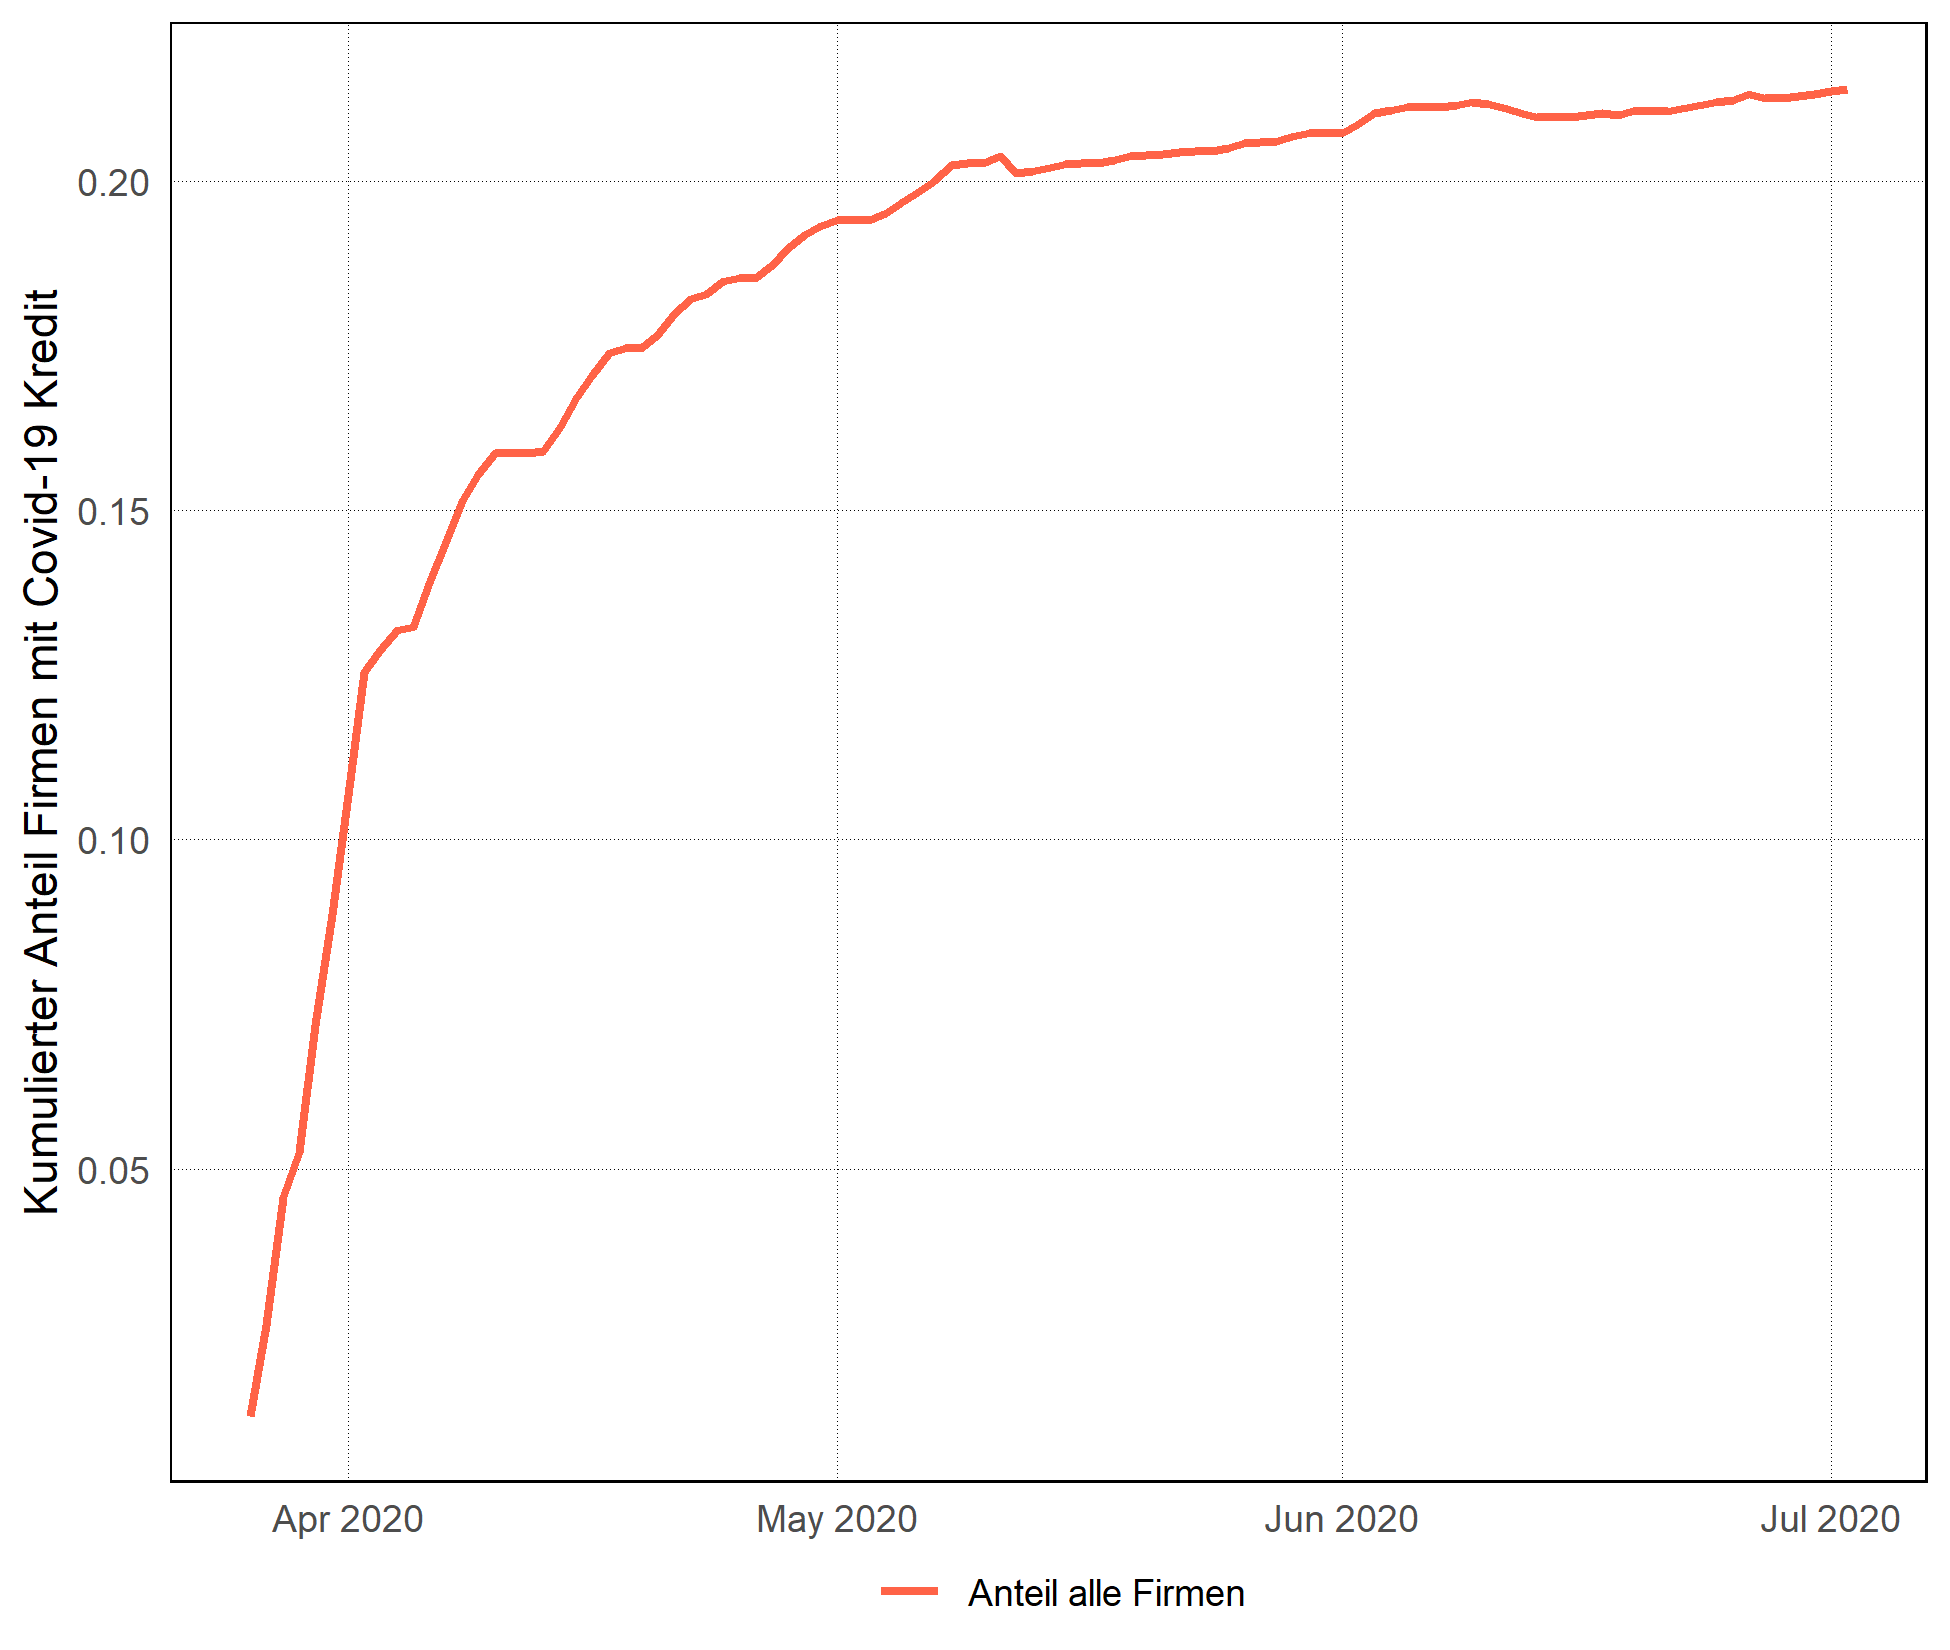 Kumulierter Anteil Firmen mit Covid-19 Kredit
0.20
0.15
0.10
0.05
Apr 2020
May 2020
Jun 2020
Jul 2020
Anteil alle Firmen